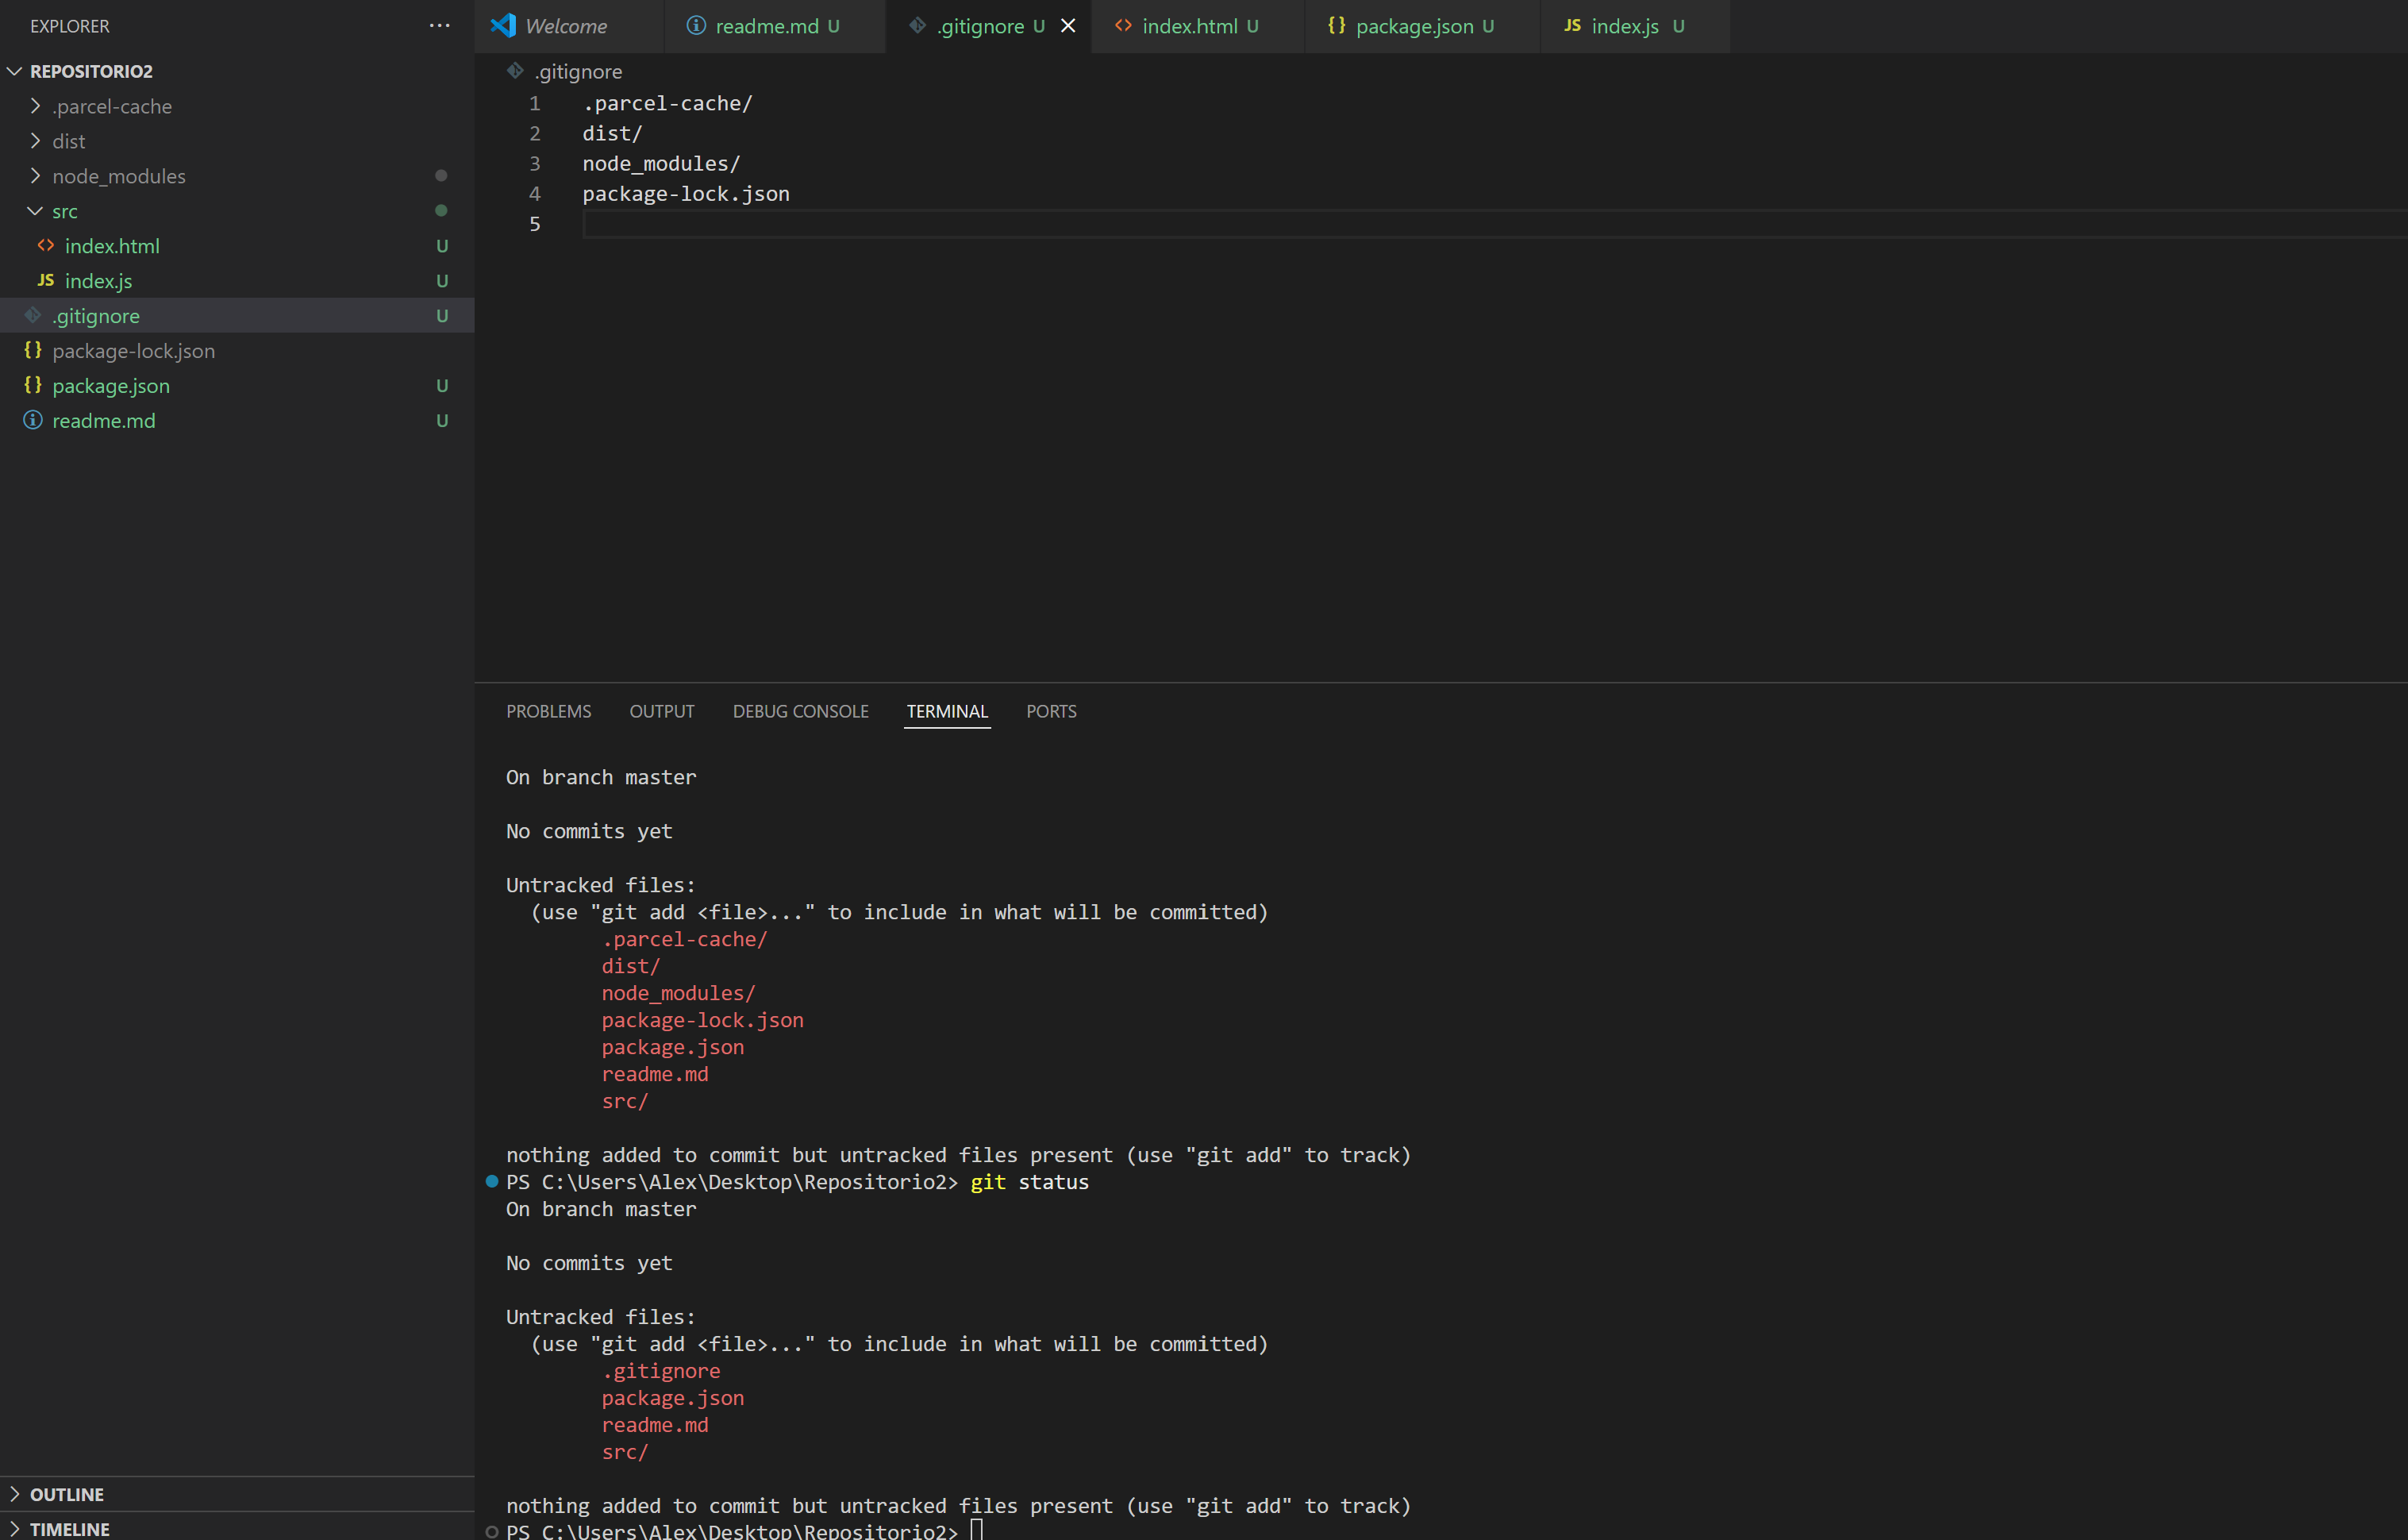 EXPLORER
REPOSITORIO2
.parcel-cache
dist
node_modules
src
index.html U
JS index.js U
.gitignore U
{} package-lock.json
{} package.json U
readme.md U
OUTLINE
TIMELINE
Welcome
readme.md U
.gitignore U
index.html U
{} package.json U
JS index.js U
.gitignore
1 .parcel-cache/
2 dist/
3 node_modules/
4 package-lock.json
5
PROBLEMS OUTPUT DEBUG CONSOLE TERMINAL PORTS
On branch master
No commits yet
Untracked files:
(use "git add <file>..." to include in what will be committed)
.parcel-cache/
dist/
node_modules/
package-lock.json
package.json
readme.md
src/
nothing added to commit but untracked files present (use "git add" to track)
PS C:\Users\Alex\Desktop\Repositorio2> git status
On branch master
No commits yet
Untracked files:
(use "git add <file>..." to include in what will be committed)
.gitignore
package.json
readme.md
src/
nothing added to commit but untracked files present (use "git add" to track)
PS C:\Users\Alex\Desktop\Repositorio2>